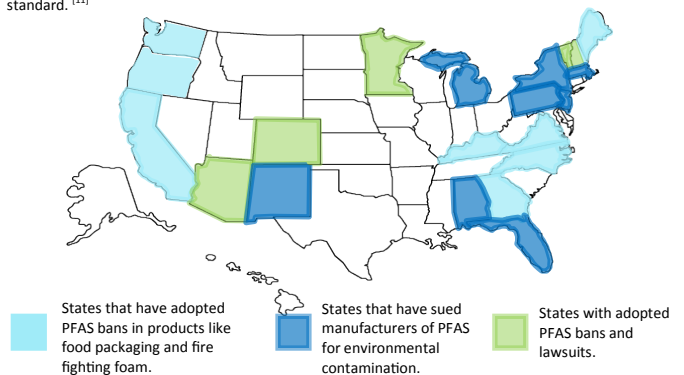 standard. [11]
States that have adopted
PFAS bans in products like
food packaging and fire
fighting foam.
States that have sued
manufacturers of PFAS
for environmental
contamination.
States with adopted
PFAS bans and
lawsuits.